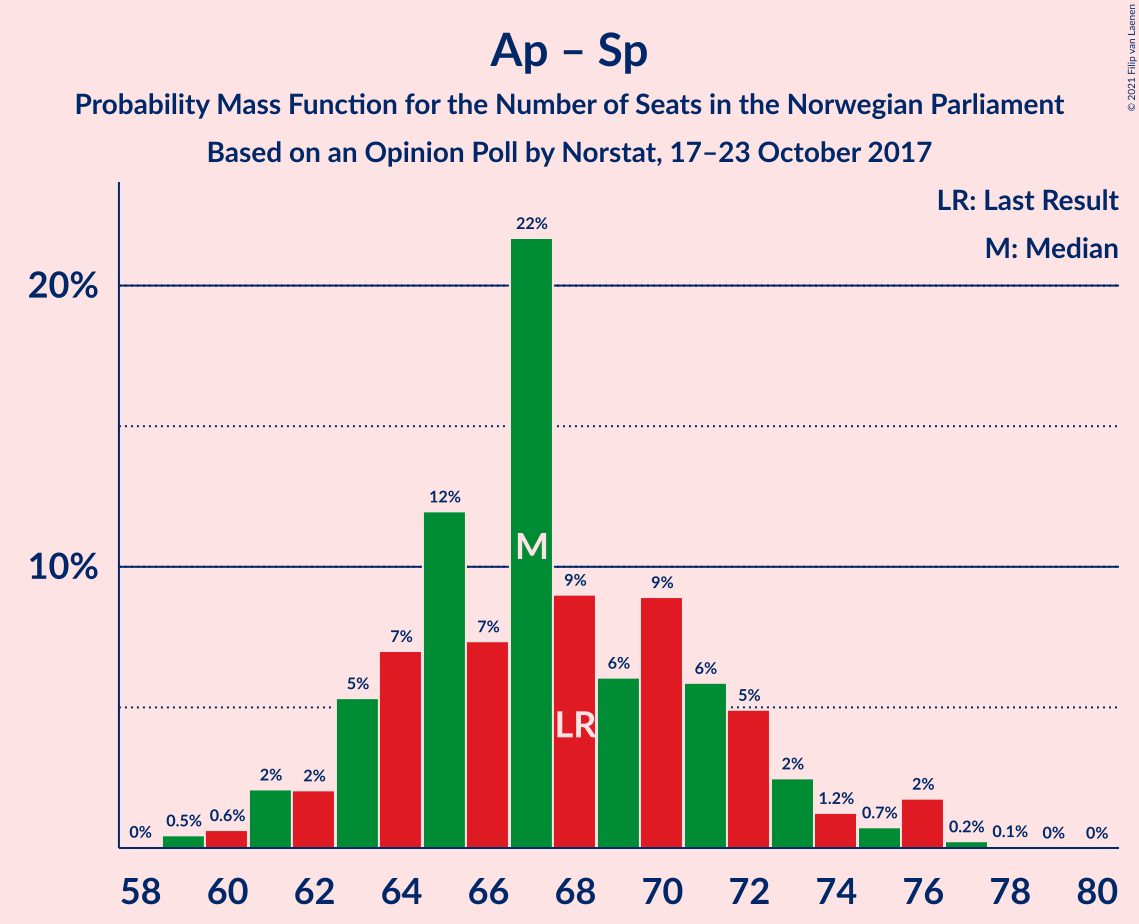 Ap – Sp
Probability Mass Function for the Number of Seats in the Norwegian Parliament
Based on an Opinion Poll by Norstat, 17–23 October 2017
© 2021 Filip van Laenen
LR: Last Result
M: Median
20%
10%
0% 0.5% 0.6% 2% 2% 5% 7% 12% 7% 22% 9% 6% 9% 6% 5% 2% 1.2% 0.7% 2% 0.2% 0.1% 0% 0%
M
LR
58 60 62 64 66 68 70 72 74 76 78 80